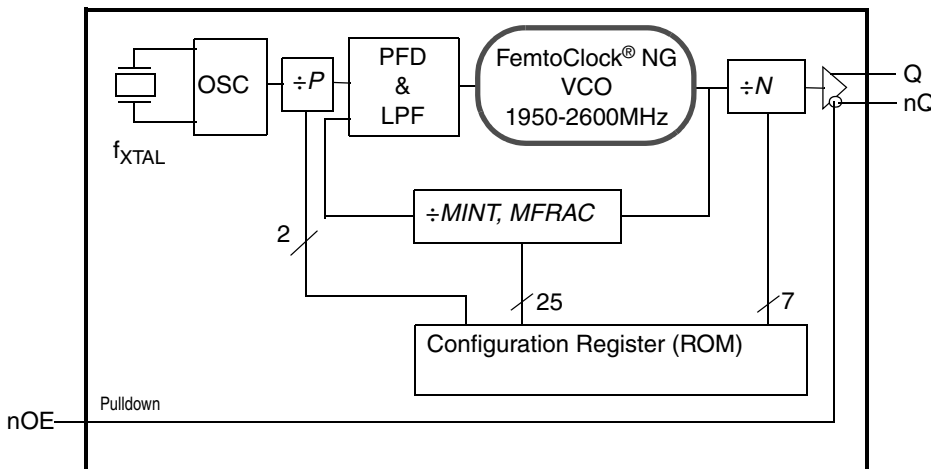 OSC
÷P
PFD
&
LPF
FemtoClock® NG
VCO
1950-2600MHz
÷N
Q
nQ
fXTAL
÷MINT, MFRAC
2
25
7
Configuration Register (ROM)
Pulldown
nOE